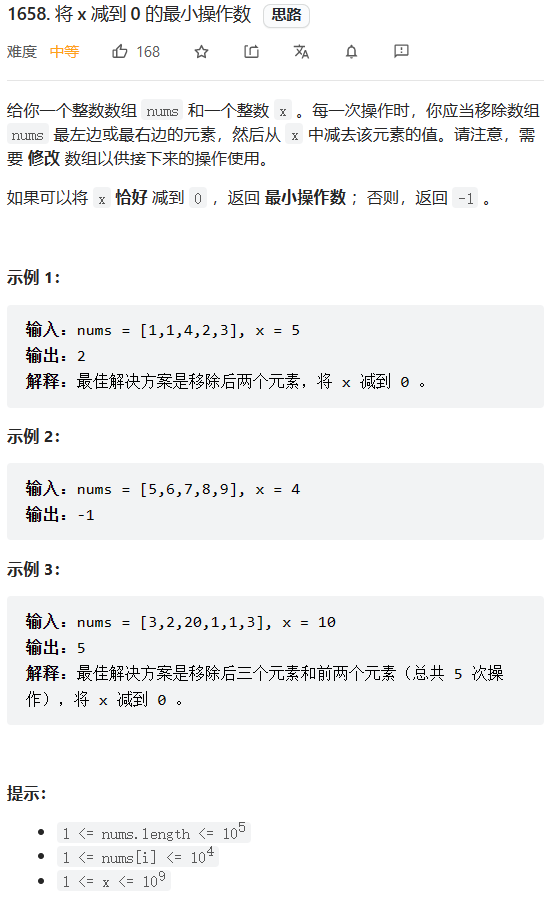 1658. 将 x 减到 0 的最小操作数 思路
难度 中等 168
给你一个整数数组 nums 和一个整数 x 。每一次操作时，你应当移除数组
nums 最左边或最右边的元素，然后从 x 中减去该元素的值。请注意，需
要 修改 数组以供接下来的操作使用。
如果可以将 x 恰好 减到 0 ，返回 最小操作数 ；否则，返回 -1 。
示例 1：
输入：nums = [1,1,4,2,3], x = 5
输出：2
解释：最佳解决方案是移除后两个元素，将 x 减到 0 。
示例 2：
输入：nums = [5,6,7,8,9], x = 4
输出：-1
示例 3：
输入：nums = [3,2,20,1,1,3], x = 10
输出：5
解释：最佳解决方案是移除后三个元素和前两个元素（总共 5 次操
作），将 x 减到 0 。
提示：
• 1 <= nums.length <= 10⁵
• 1 <= nums[i] <= 10⁴
• 1 <= x <= 10⁹